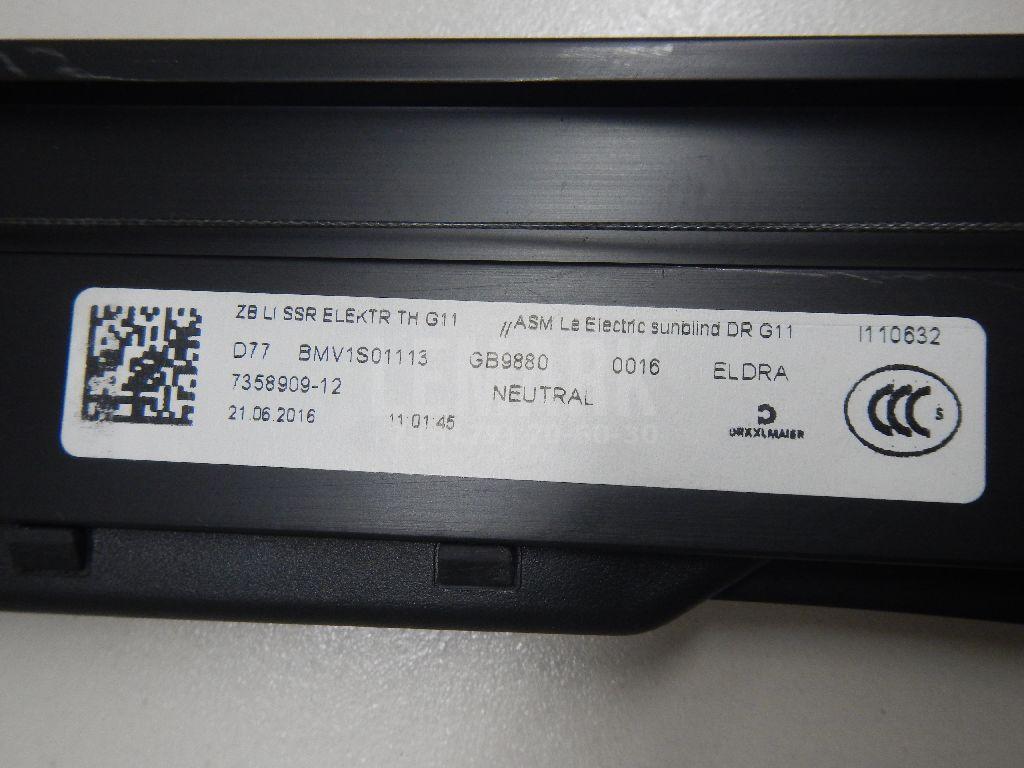 ZB LI SSR ELEKTR TH G11 //ASM Le Electric sunblind DR G11 I110632
D77 BMV1S01113 GB9880 0016 ELDRA
7358909-12 NEUTRAL
21.06.2016 11:01:45 DRÄXLMAIER
CCC S